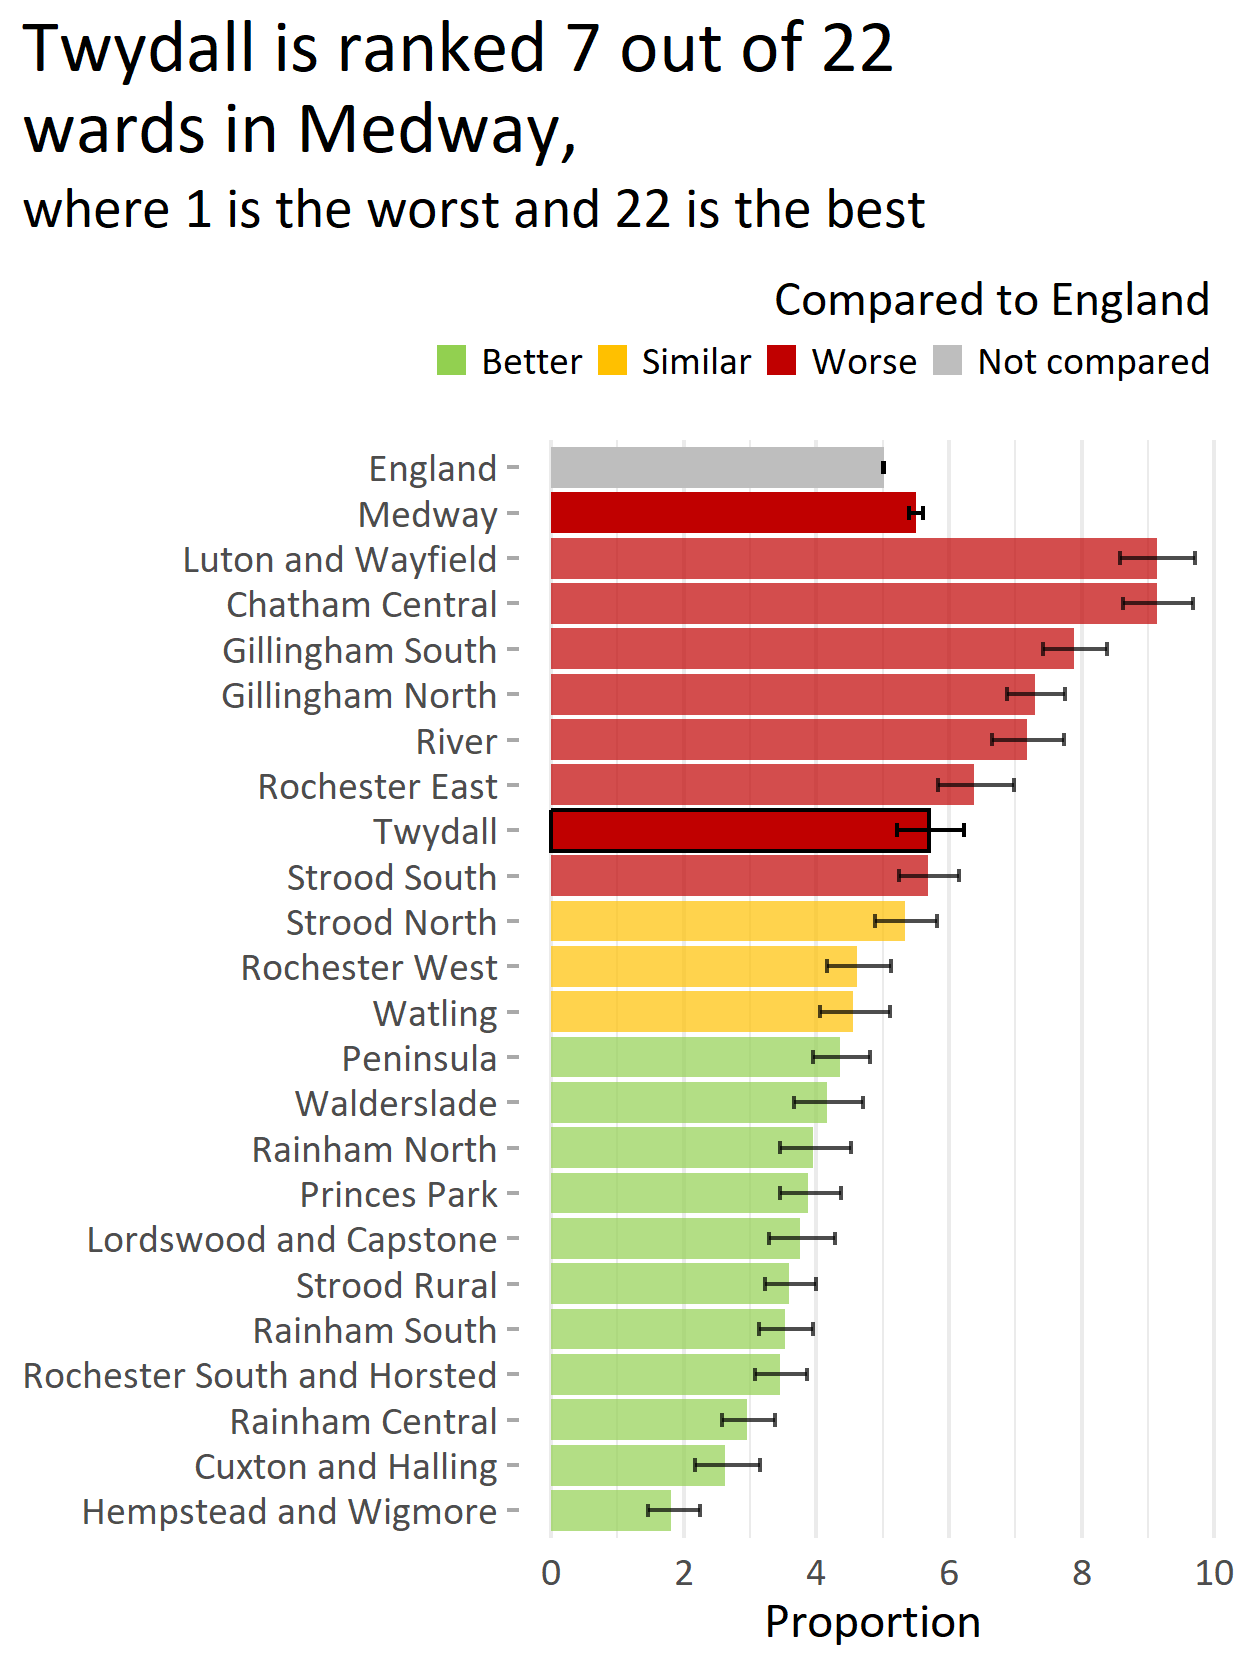 Twydall is ranked 7 out of 22
wards in Medway,
where 1 is the worst and 22 is the best
Compared to England
Better Similar Worse Not compared
England
Medway
Luton and Wayfield
Chatham Central
Gillingham South
Gillingham North
River
Rochester East
Twydall
Strood South
Strood North
Rochester West
Watling
Peninsula
Walderslade
Rainham North
Princes Park
Lordswood and Capstone
Strood Rural
Rainham South
Rochester South and Horsted
Rainham Central
Cuxton and Halling
Hempstead and Wigmore
0 2 4 6 8 10
Proportion